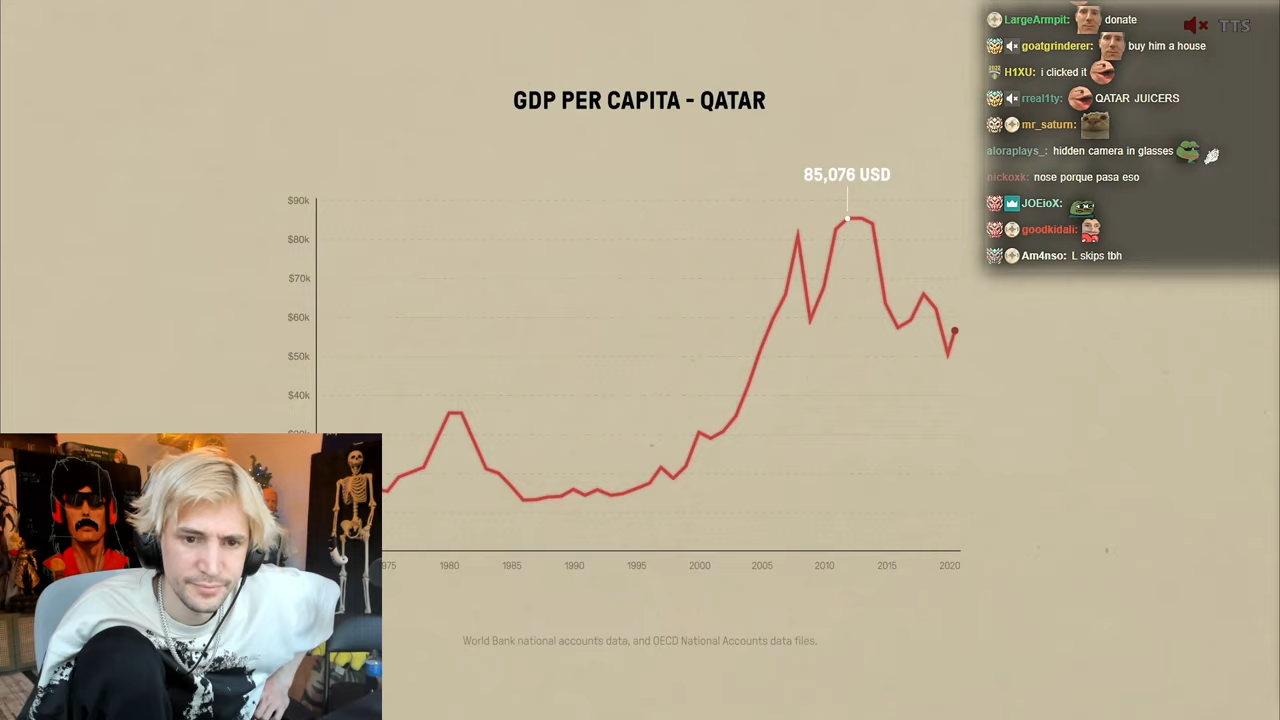 LargeArmpit: donate
TTS
goatgrinderer: buy him a house
H1XU: i clicked it
rreal1ty: QATAR JUICERS
mr_saturn:
aloraplays_: hidden camera in glasses
nickoxk: nose porque pasa eso
JOEioX:
goodkidali:
Am4nso: L skips tbh
GDP PER CAPITA - QATAR
85,076 USD
$90k
$80k
$70k
$60k
$50k
$40k
975 1980 1985 1990 1995 2000 2005 2010 2015 2020
World Bank national accounts data, and OECD National Accounts data files.